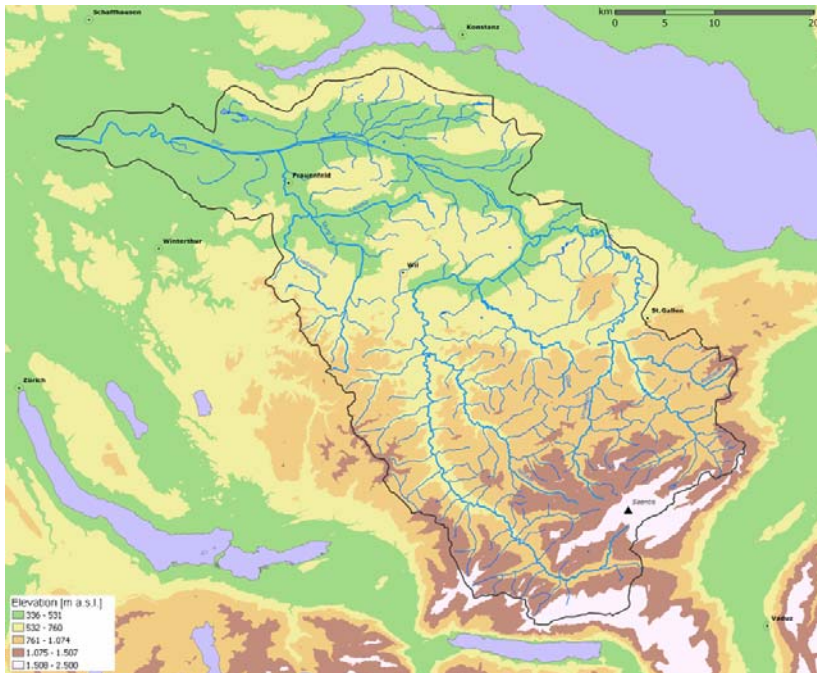 Schaffhausen
Konstanz
km
0 5 10 20
Frauenfeld
Winterthur
Wil
St.Gallen
Zürich
Saentis
Vaduz
Elevation [m a.s.l.]
336 - 531
532 - 760
761 - 1.074
1.075 - 1.507
1.508 - 2.500